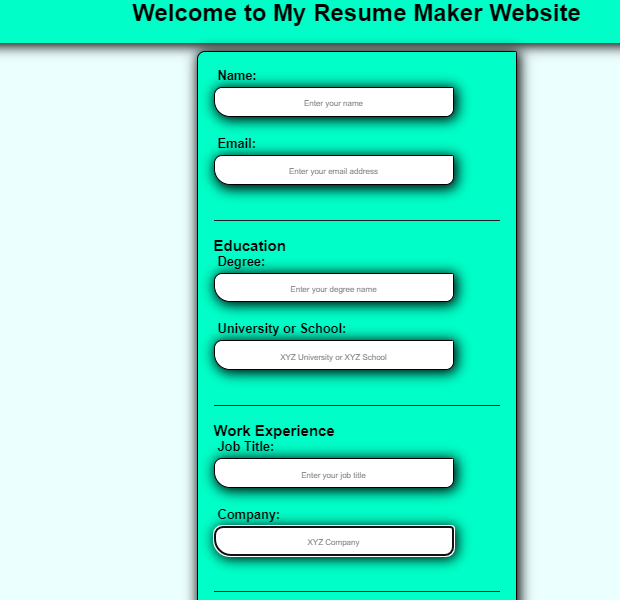 Welcome to My Resume Maker Website
Name:
Enter your name
Email:
Enter your email address
Education
Degree:
Enter your degree name
University or School:
XYZ University or XYZ School
Work Experience
Job Title:
Enter your job title
Company:
XYZ Company